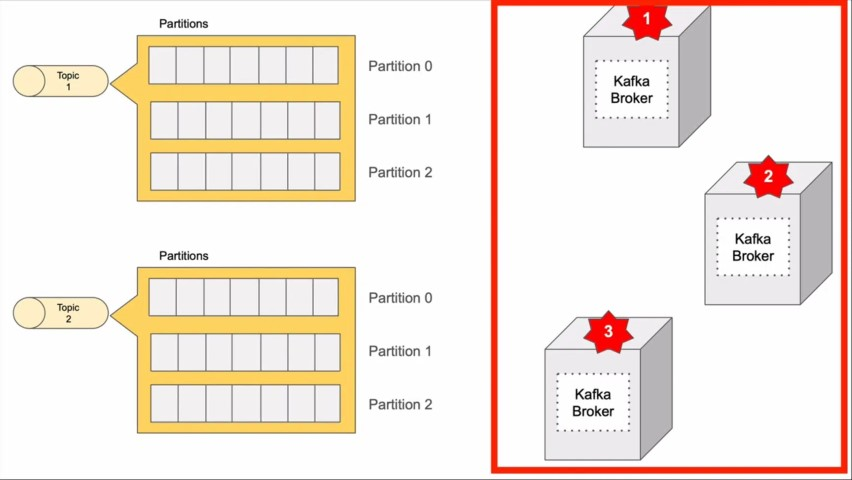 Partitions
Topic
1
Partition 0
Partition 1
Partition 2
Partitions
Topic
2
Partition 0
Partition 1
Partition 2
1
Kafka
Broker
2
Kafka
Broker
3
Kafka
Broker